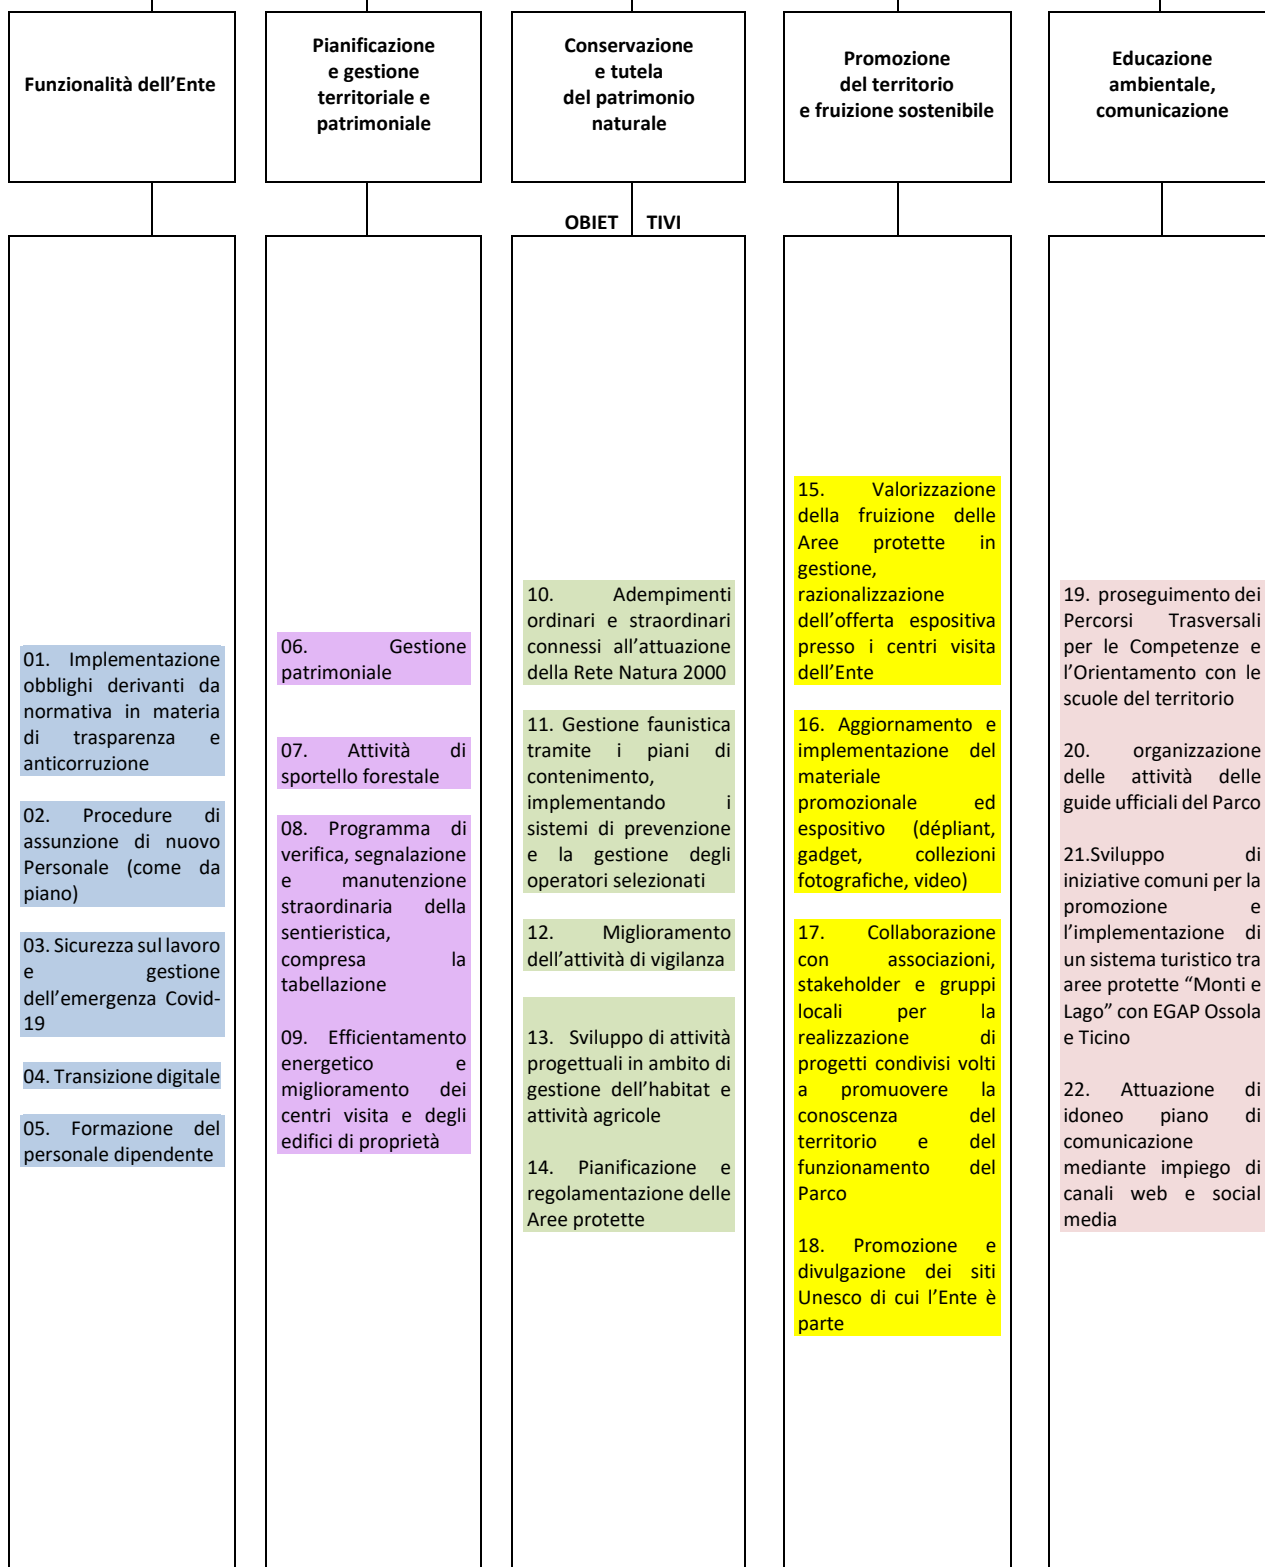 Funzionalità dell’Ente
Pianificazione
e gestione
territoriale e
patrimoniale
Conservazione
e tutela
del patrimonio
naturale
Promozione
del territorio
e fruizione sostenibile
Educazione
ambientale,
comunicazione
OBIET TIVI
01. Implementazione
obblighi derivanti da
normativa in materia
di trasparenza e
anticorruzione
02. Procedure di
assunzione di nuovo
Personale (come da
piano)
03. Sicurezza sul lavoro
e gestione
dell’emergenza Covid-
19
04. Transizione digitale
05. Formazione del
personale dipendente
06. Gestione
patrimoniale
07. Attività di
sportello forestale
08. Programma di
verifica, segnalazione
e manutenzione
straordinaria della
sentieristica,
compresa la
tabellazione
09. Efficientamento
energetico e
miglioramento dei
centri visita e degli
edifici di proprietà
10. Adempimenti
ordinari e straordinari
connessi all’attuazione
della Rete Natura 2000
11. Gestione faunistica
tramite i piani di
contenimento,
implementando i
sistemi di prevenzione
e la gestione degli
operatori selezionati
12. Miglioramento
dell’attività di vigilanza
13. Sviluppo di attività
progettuali in ambito di
gestione dell’habitat e
attività agricole
14. Pianificazione e
regolamentazione delle
Aree protette
15. Valorizzazione
della fruizione delle
Aree protette in
gestione,
razionalizzazione
dell’offerta espositiva
presso i centri visita
dell’Ente
16. Aggiornamento e
implementazione del
materiale
promozionale ed
espositivo (dépliant,
gadget, collezioni
fotografiche, video)
17. Collaborazione
con associazioni,
stakeholder e gruppi
locali per la
realizzazione di
progetti condivisi volti
a promuovere la
conoscenza del
territorio e del
funzionamento del
Parco
18. Promozione e
divulgazione dei siti
Unesco di cui l’Ente è
parte
19. proseguimento dei
Percorsi Trasversali
per le Competenze e
l’Orientamento con le
scuole del territorio
20. organizzazione
delle attività delle
guide ufficiali del Parco
21.Sviluppo di
iniziative comuni per la
promozione e
l’implementazione di
un sistema turistico tra
aree protette “Monti e
Lago” con EGAP Ossola
e Ticino
22. Attuazione di
idoneo piano di
comunicazione
mediante impiego di
canali web e social
media